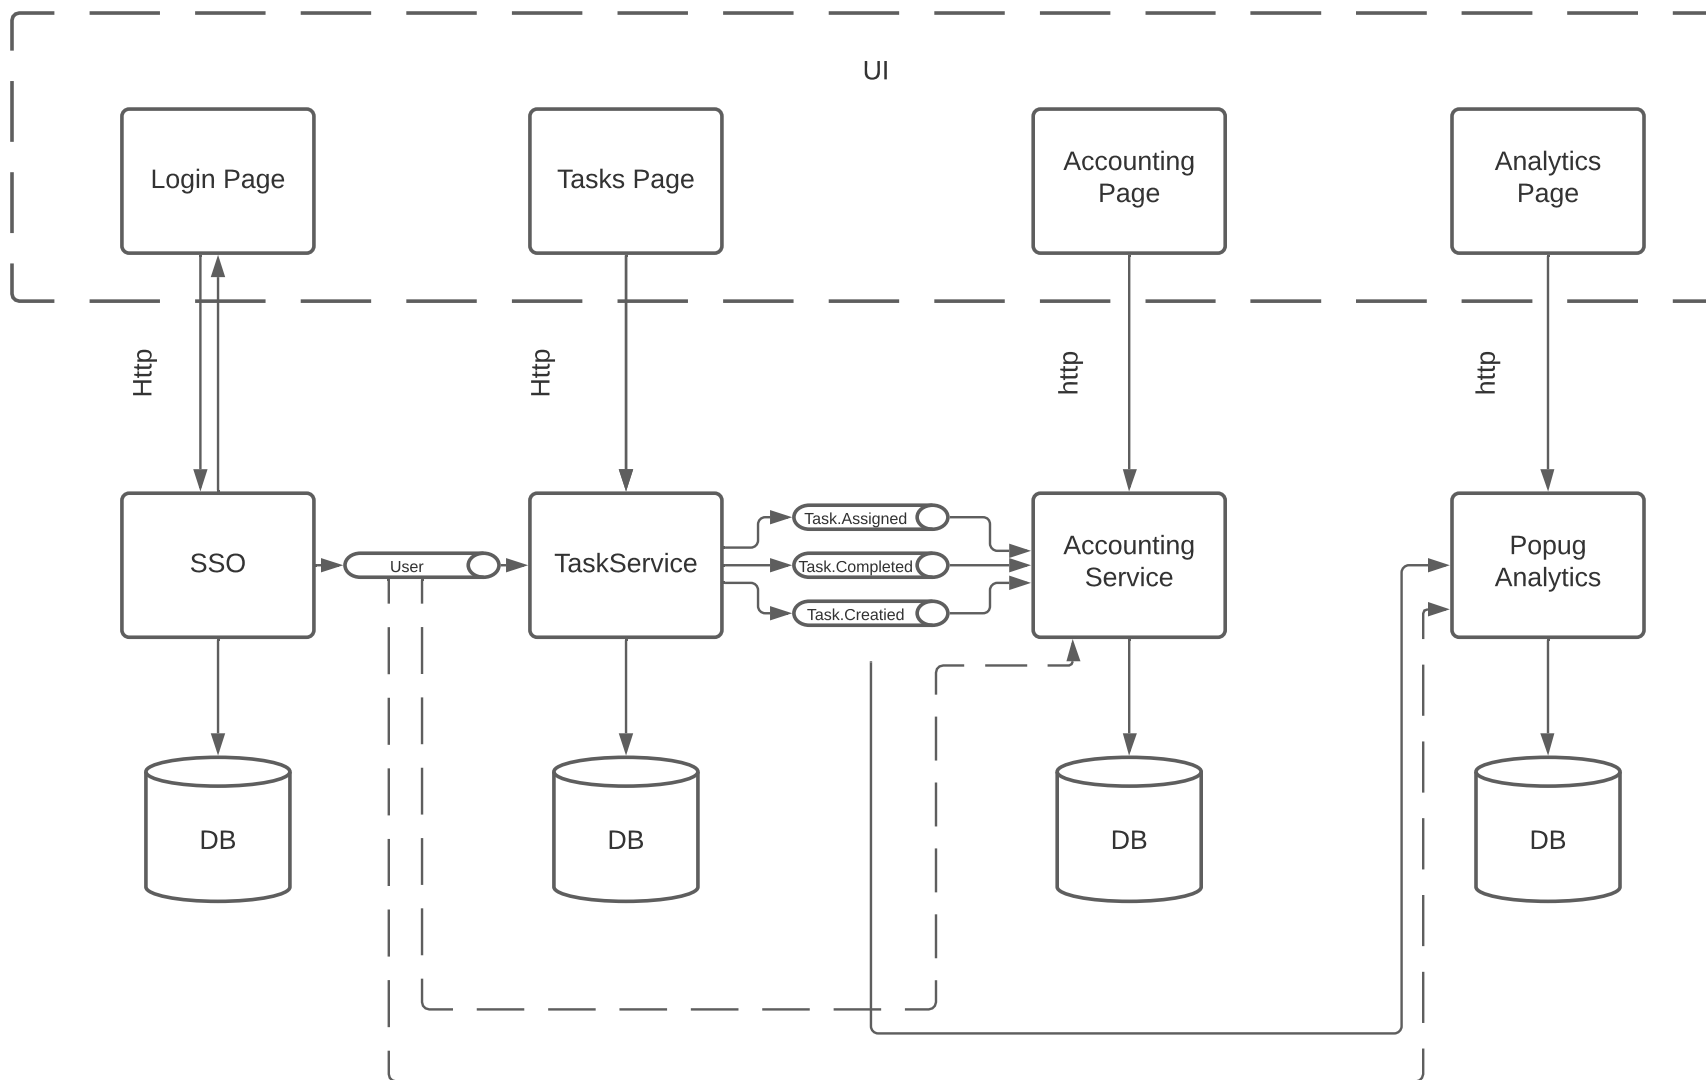 UI
Login Page
Tasks Page
Accounting
Page
Analytics
Page
Http
Http
http
http
SSO
User
TaskService
Task.Assigned
Task.Completed
Task.Creatied
Accounting
Service
Popug
Analytics
DB
DB
DB
DB